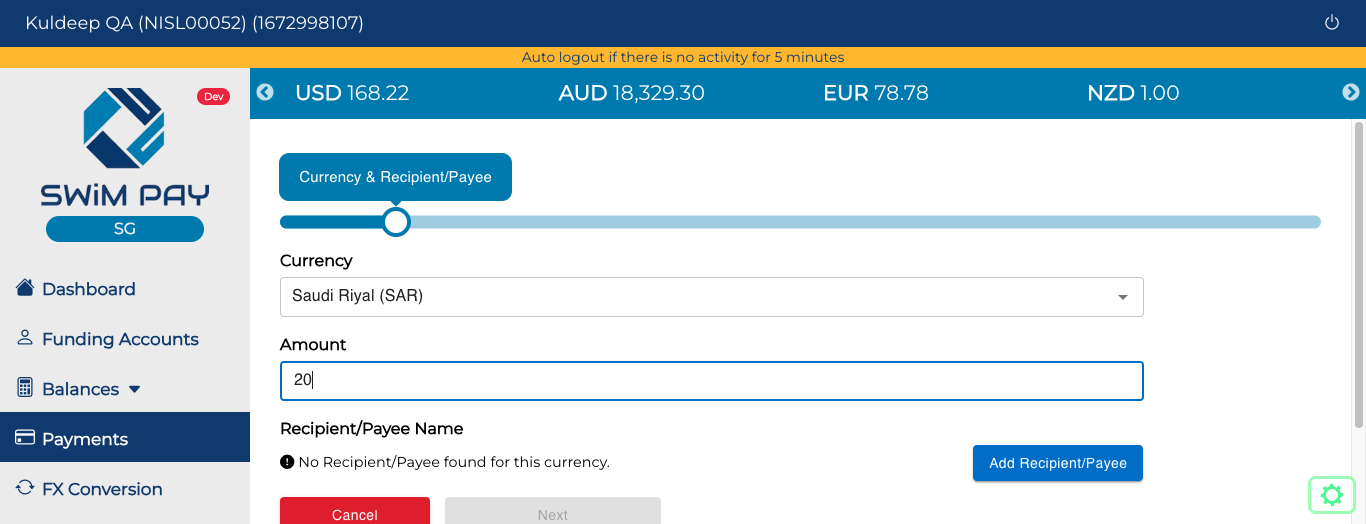 Kuldeep QA (NISL00052) (1672998107)
Auto logout if there is no activity for 5 minutes
Dev
SWiM PAY
SG
USD 168.22 AUD 18,329.30 EUR 78.78 NZD 1.00
Dashboard
Funding Accounts
Balances
Payments
FX Conversion
Currency & Recipient/Payee
Currency
Saudi Riyal (SAR)
Amount
20
Recipient/Payee Name
No Recipient/Payee found for this currency.
Add Recipient/Payee
Cancel Next